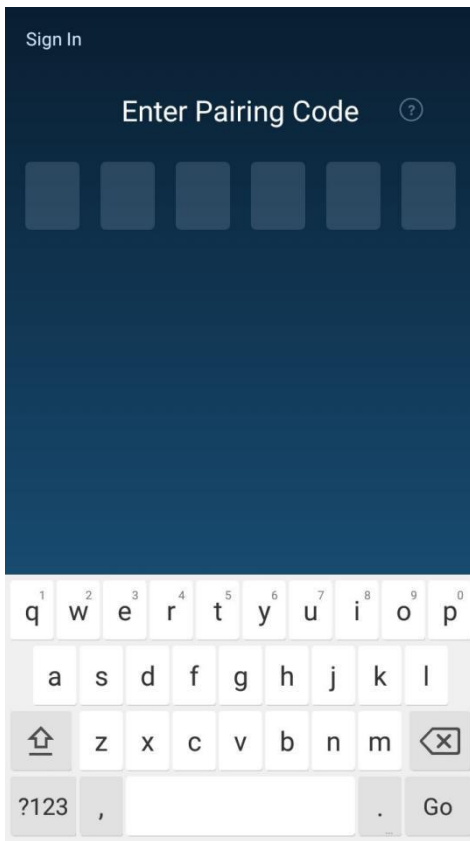 Sign In
Enter Pairing Code ?
1 2 3 4 5 6 7 8 9 0
q w e r t y u i o p
a s d f g h j k l
z x c v b n m
?123 , . Go